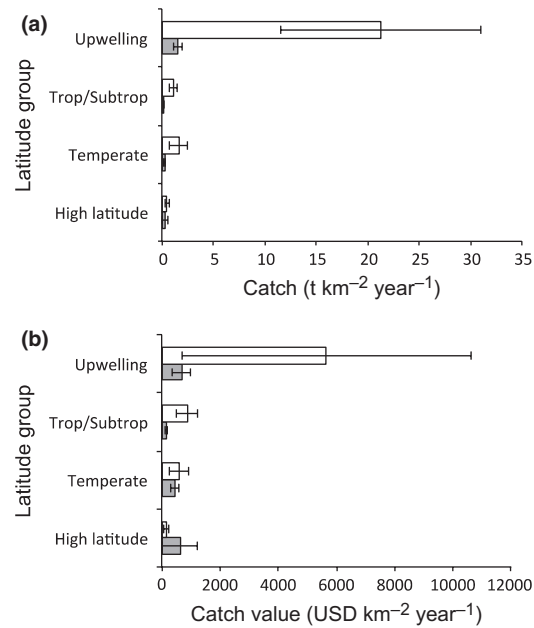 (a)
Latitude group
Upwelling
Trop/Subtrop
Temperate
High latitude
0 5 10 15 20 25 30 35
Catch (t km⁻² year⁻¹)
(b)
Latitude group
Upwelling
Trop/Subtrop
Temperate
High latitude
0 2000 4000 6000 8000 10000 12000
Catch value (USD km⁻² year⁻¹)